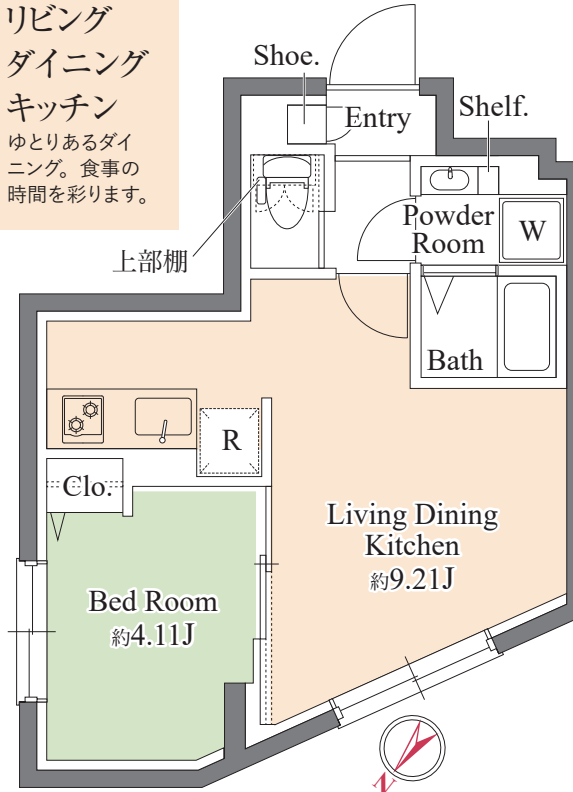 リビング
ダイニング
キッチン
ゆとりあるダイ
ニング。食事の
時間を彩ります。
Shoe.
Entry
Shelf.
Powder
Room
W
上部棚
Bath
R
Clo.
Living Dining
Kitchen
約9.21J
Bed Room
約4.11J
N